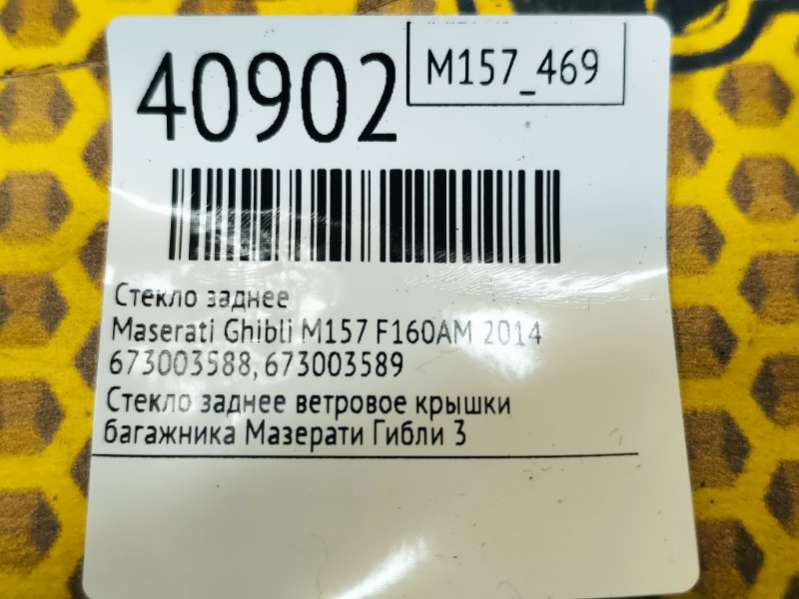 40902
M157_469
Стекло заднее
Maserati Ghibli M157 F160AM 2014
673003588, 673003589
Стекло заднее ветровое крышки
багажника Мазерати Гибли 3